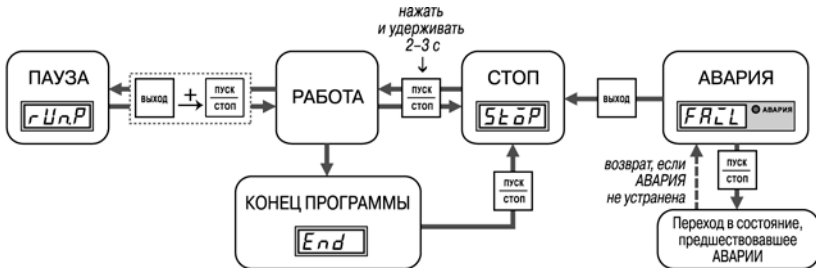 нажать
и удерживать
2–3 с
ПАУЗА
rUn.P
ВЫХОД
+
ПУСК
СТОП
РАБОТА
ПУСК
СТОП
СТОП
StoP
ВЫХОД
АВАРИЯ
FAiL
АВАРИЯ
КОНЕЦ ПРОГРАММЫ
End
ПУСК
СТОП
возврат, если
АВАРИЯ
не устранена
ПУСК
СТОП
Переход в состояние,
предшествовавшее
АВАРИИ